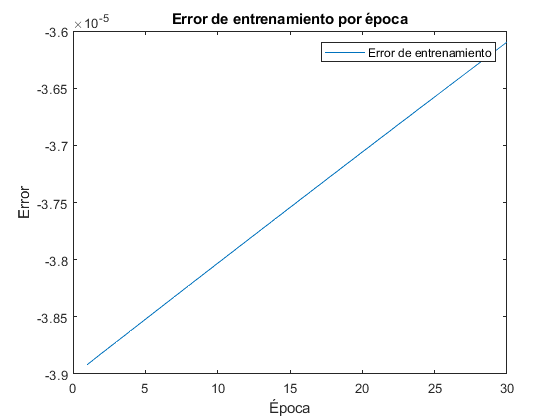 Error de entrenamiento por época
×10-5
Error de entrenamiento
-3.6
-3.65
-3.7
-3.75
-3.8
-3.85
-3.9
Error
0 5 10 15 20 25 30
Época